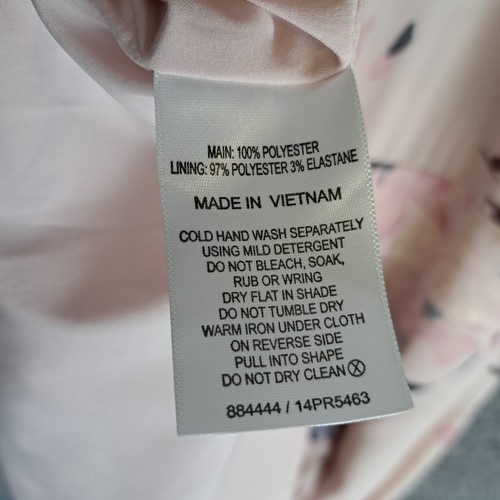 MAIN: 100% POLYESTER
LINING: 97% POLYESTER 3% ELASTANE
MADE IN VIETNAM
COLD HAND WASH SEPARATELY
USING MILD DETERGENT
DO NOT BLEACH, SOAK,
RUB OR WRING
DRY FLAT IN SHADE
DO NOT TUMBLE DRY
WARM IRON UNDER CLOTH
ON REVERSE SIDE
PULL INTO SHAPE
DO NOT DRY CLEAN Ⓧ
884444 / 14PR5463